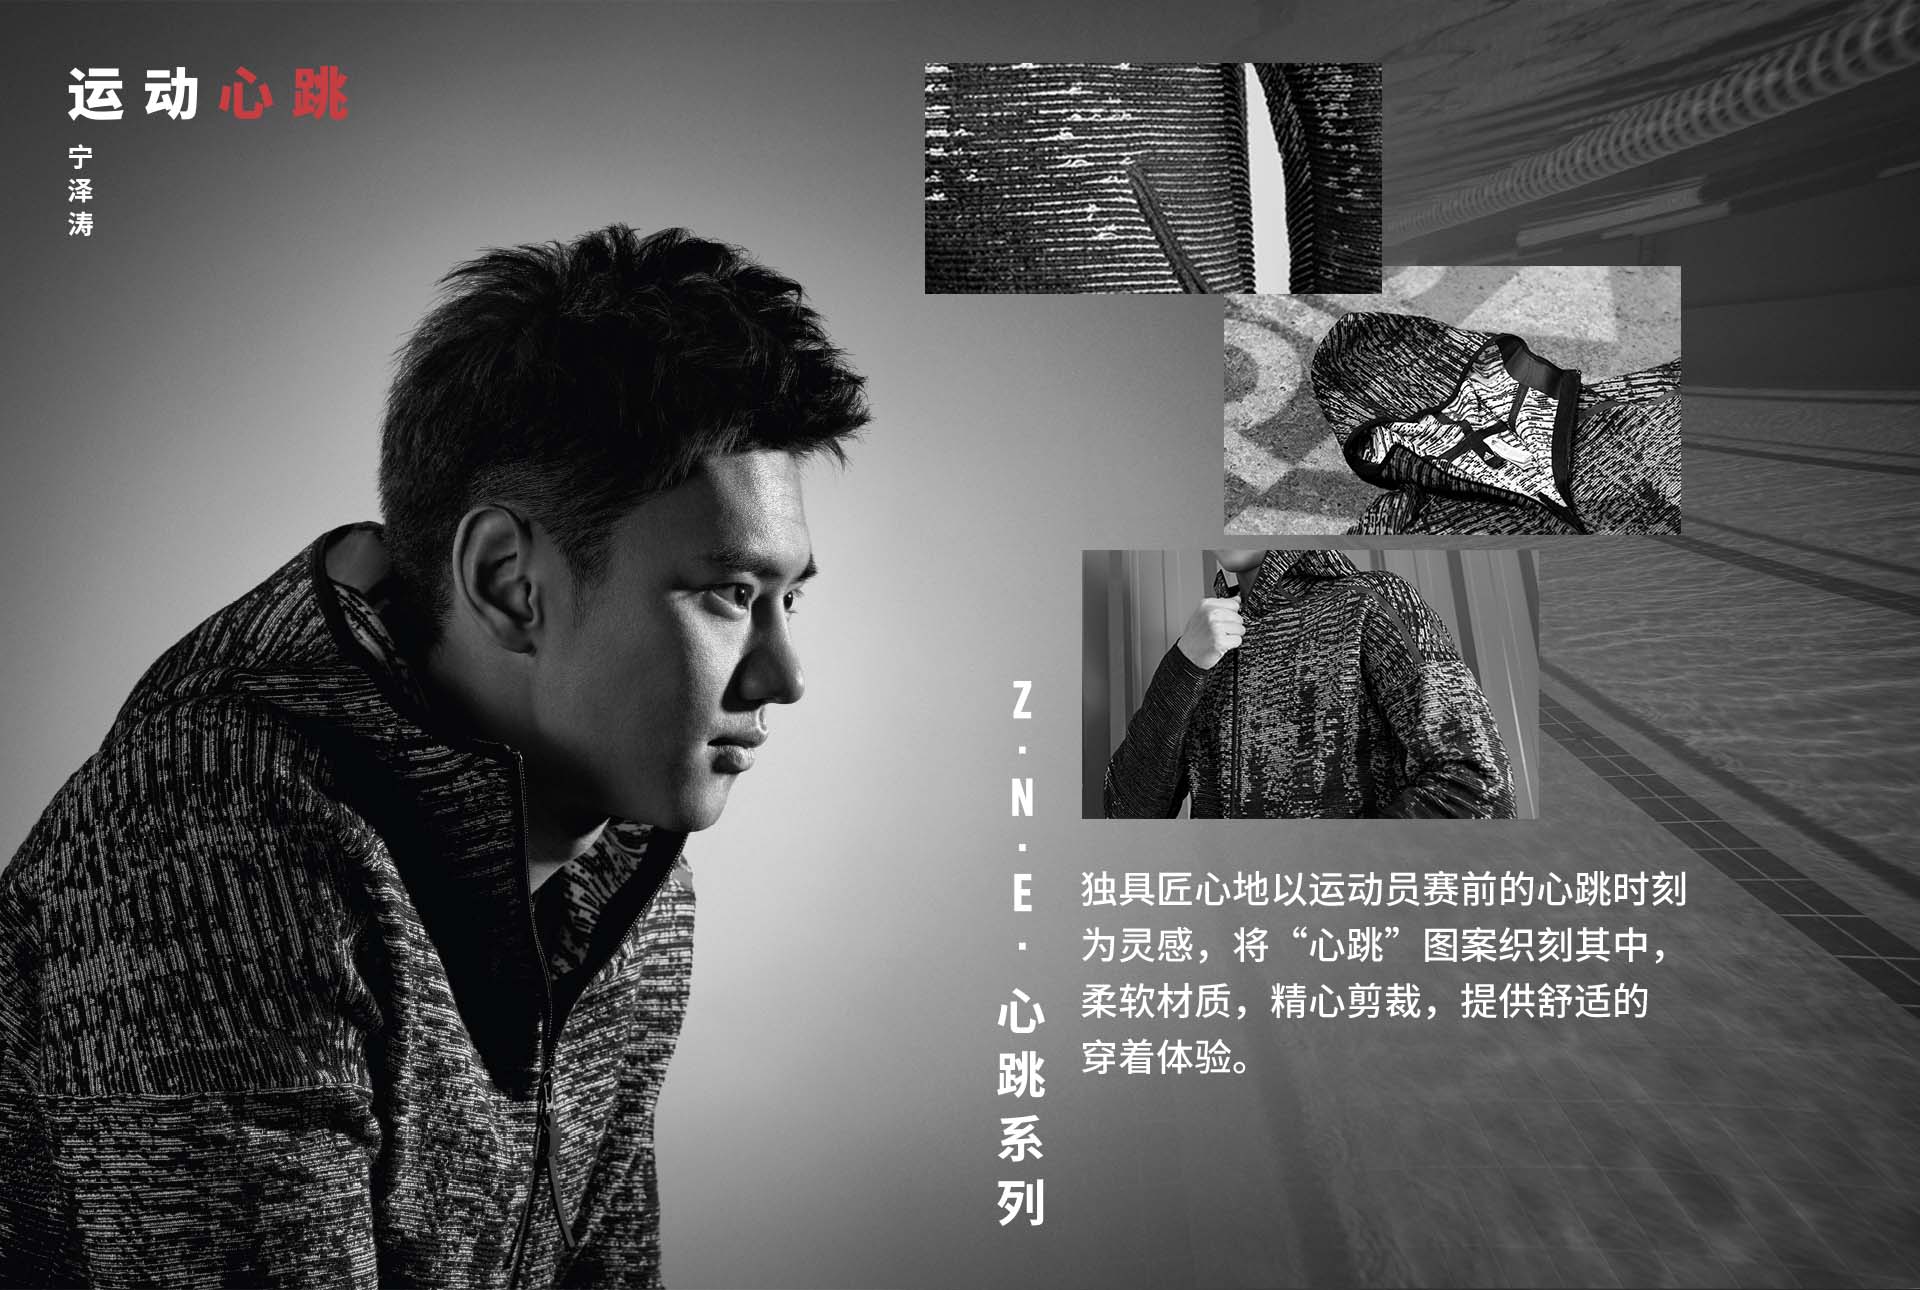 运动心跳
宁泽涛
Z·N·E·心跳系列
独具匠心地以运动员赛前的心跳时刻
为灵感，将“心跳”图案织刻其中，
柔软材质，精心剪裁，提供舒适的
穿着体验。